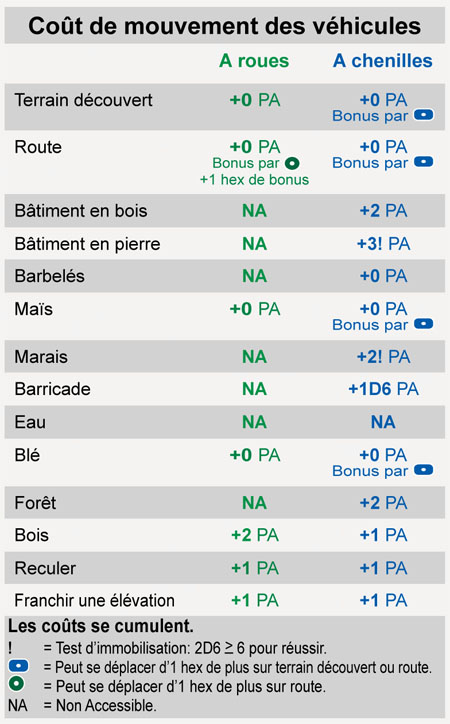 Coût de mouvement des véhicules
A roues A chenilles
Terrain découvert +0 PA +0 PA
Bonus par
Route +0 PA +0 PA
Bonus par Bonus par
+1 hex de bonus
Bâtiment en bois NA +2 PA
Bâtiment en pierre NA +3! PA
Barbelés NA +0 PA
Maïs +0 PA +0 PA
Bonus par
Marais NA +2! PA
Barricade NA +1D6 PA
Eau NA NA
Blé +0 PA +0 PA
Bonus par
Forêt NA +2 PA
Bois +2 PA +1 PA
Reculer +1 PA +1 PA
Franchir une élévation +1 PA +1 PA
Les coûts se cumulent.
! = Test d'immobilisation: 2D6 ≥ 6 pour réussir.
= Peut se déplacer d'1 hex de plus sur terrain découvert ou route.
= Peut se déplacer d'1 hex de plus sur route.
NA = Non Accessible.